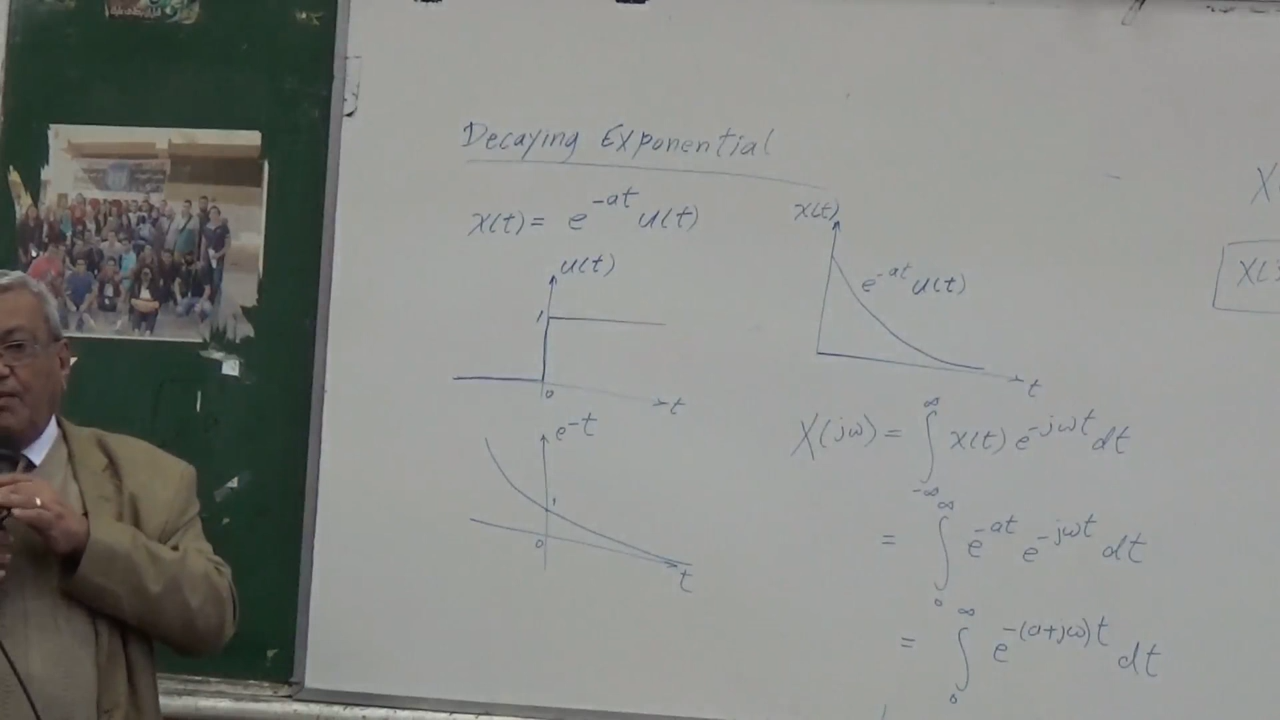 Decaying Exponential
x(t) = e^{-at} u(t)
u(t)
1
0
t
e^{-t}
1
0
t
x(t)
e^{-at} u(t)
t
X(jω) = ∫_{-∞}^{∞} x(t) e^{-jωt} dt
= ∫_{0}^{∞} e^{-at} e^{-jωt} dt
= ∫_{0}^{∞} e^{-(a+jω)t} dt
X
X(